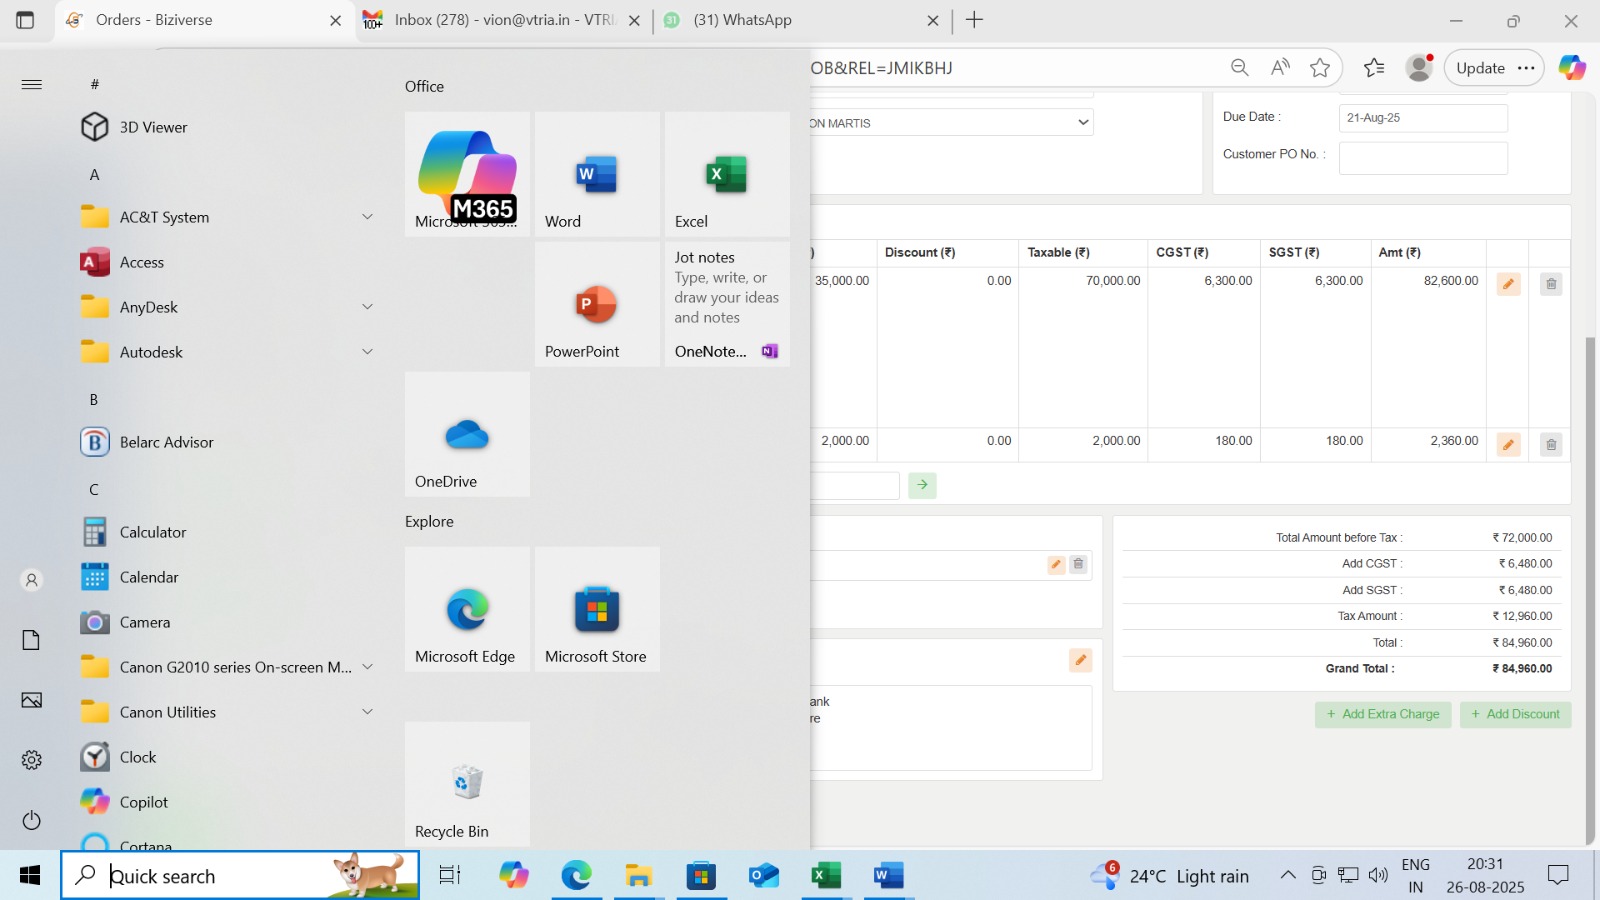 Orders - Biziverse
Inbox (278) - vion@vtria.in - VTRI
(31) WhatsApp
OB&REL=JMIKBHJ
Update
#
3D Viewer
A
AC&T System
Access
AnyDesk
Autodesk
B
Belarc Advisor
C
Calculator
Calendar
Camera
Canon G2010 series On-screen M...
Canon Utilities
Clock
Copilot
Cortana
Office
M365
Word
Excel
PowerPoint
Jot notes
Type, write, or
draw your ideas
and notes
OneNote...
OneDrive
Explore
Microsoft Edge
Microsoft Store
Recycle Bin
ON MARTIS
Due Date :
21-Aug-25
Customer PO No. :
) Discount (₹) Taxable (₹) CGST (₹) SGST (₹) Amt (₹)
35,000.00 0.00 70,000.00 6,300.00 6,300.00 82,600.00
2,000.00 0.00 2,000.00 180.00 180.00 2,360.00
Total Amount before Tax : ₹ 72,000.00
Add CGST : ₹ 6,480.00
Add SGST : ₹ 6,480.00
Tax Amount : ₹ 12,960.00
Total : ₹ 84,960.00
Grand Total : ₹ 84,960.00
ank
re
+ Add Extra Charge
+ Add Discount
Quick search
6
24°C Light rain
ENG
IN
20:31
26-08-2025